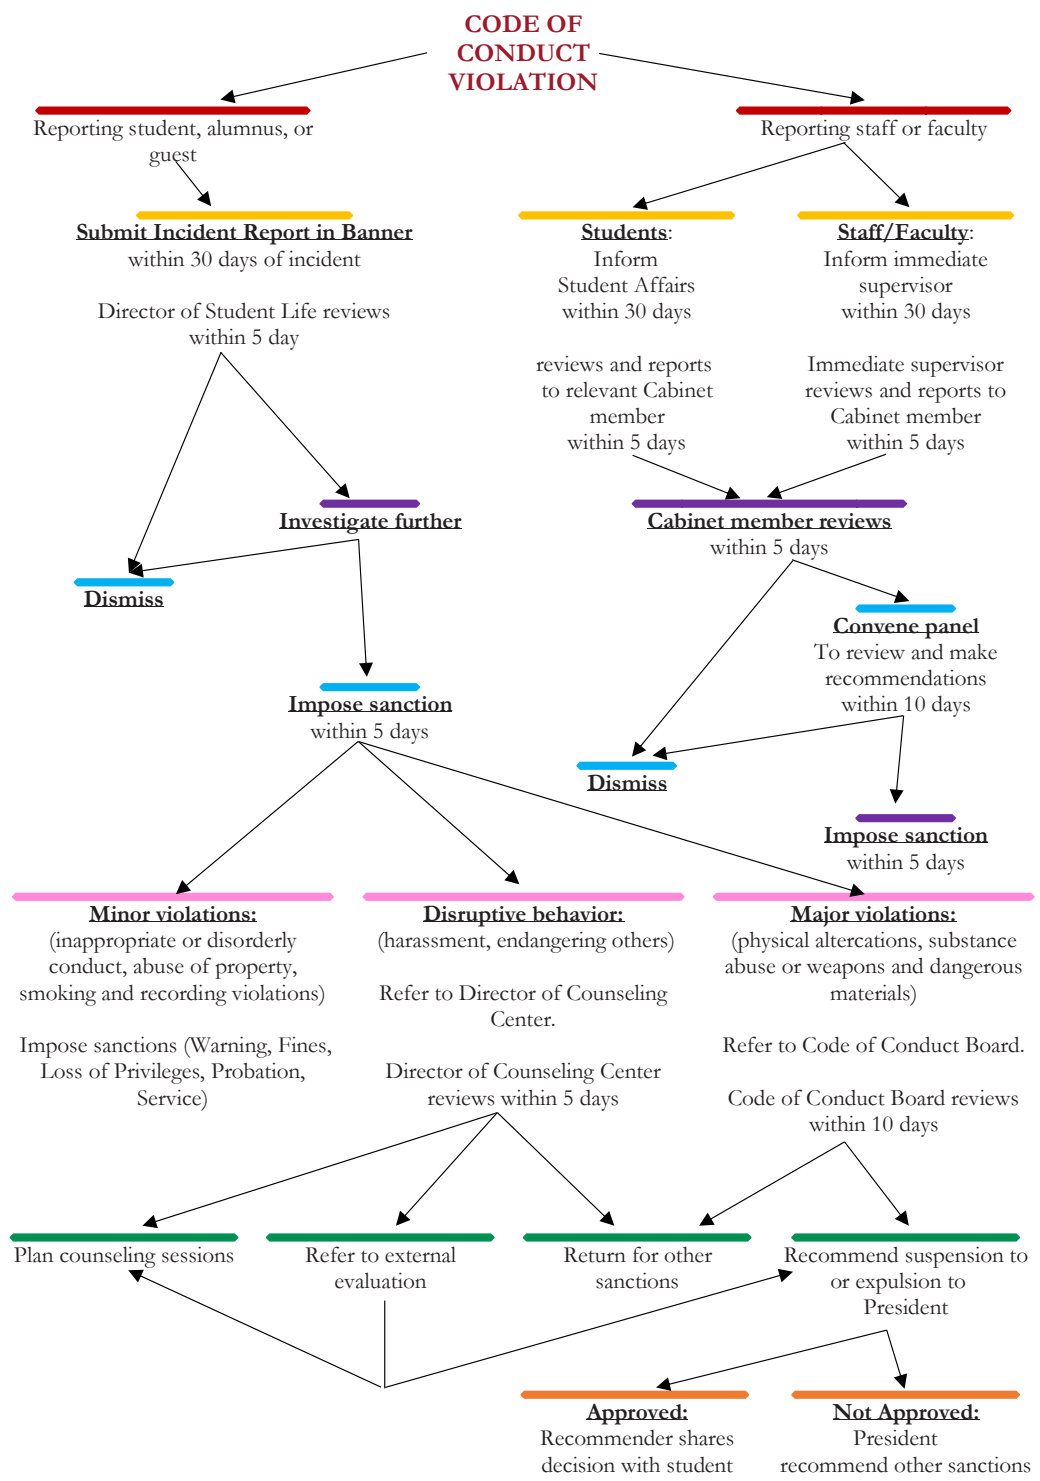 CODE OF
CONDUCT
VIOLATION
Reporting student, alumnus, or
guest
Reporting staff or faculty
Submit Incident Report in Banner
within 30 days of incident
Director of Student Life reviews
within 5 day
Students:
Inform
Student Affairs
within 30 days
reviews and reports
to relevant Cabinet
member
within 5 days
Staff/Faculty:
Inform immediate
supervisor
within 30 days
Immediate supervisor
reviews and reports to
Cabinet member
within 5 days
Investigate further
Cabinet member reviews
within 5 days
Dismiss
Convene panel
To review and make
recommendations
within 10 days
Impose sanction
within 5 days
Dismiss
Impose sanction
within 5 days
Minor violations:
(inappropriate or disorderly
conduct, abuse of property,
smoking and recording violations)
Impose sanctions (Warning, Fines,
Loss of Privileges, Probation,
Service)
Disruptive behavior:
(harassment, endangering others)
Refer to Director of Counseling
Center.
Director of Counseling Center
reviews within 5 days
Major violations:
(physical altercations, substance
abuse or weapons and dangerous
materials)
Refer to Code of Conduct Board.
Code of Conduct Board reviews
within 10 days
Plan counseling sessions
Refer to external
evaluation
Return for other
sanctions
Recommend suspension to
or expulsion to
President
Approved:
Recommender shares
decision with student
Not Approved:
President
recommend other sanctions